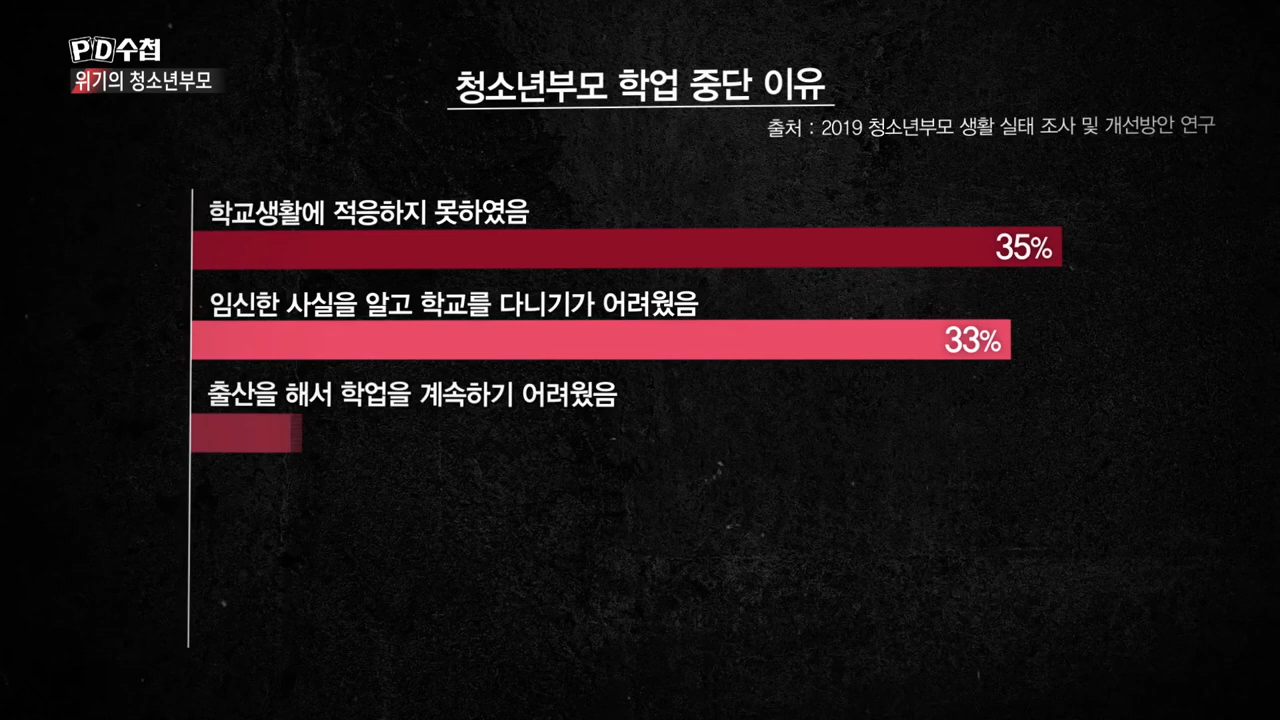 PD수첩
위기의 청소년부모
청소년부모 학업 중단 이유
출처 : 2019 청소년부모 생활 실태 조사 및 개선방안 연구
학교생활에 적응하지 못하였음
35%
임신한 사실을 알고 학교를 다니기가 어려웠음
33%
출산을 해서 학업을 계속하기 어려웠음